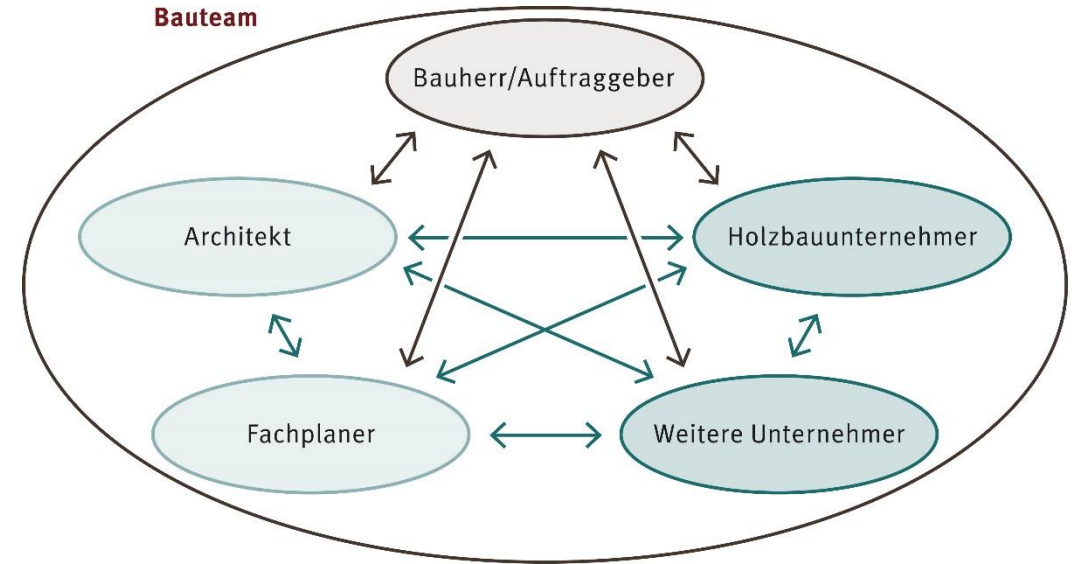 Bauteam
Bauherr/Auftraggeber
Architekt
Holzbauunternehmer
Fachplaner
Weitere Unternehmer